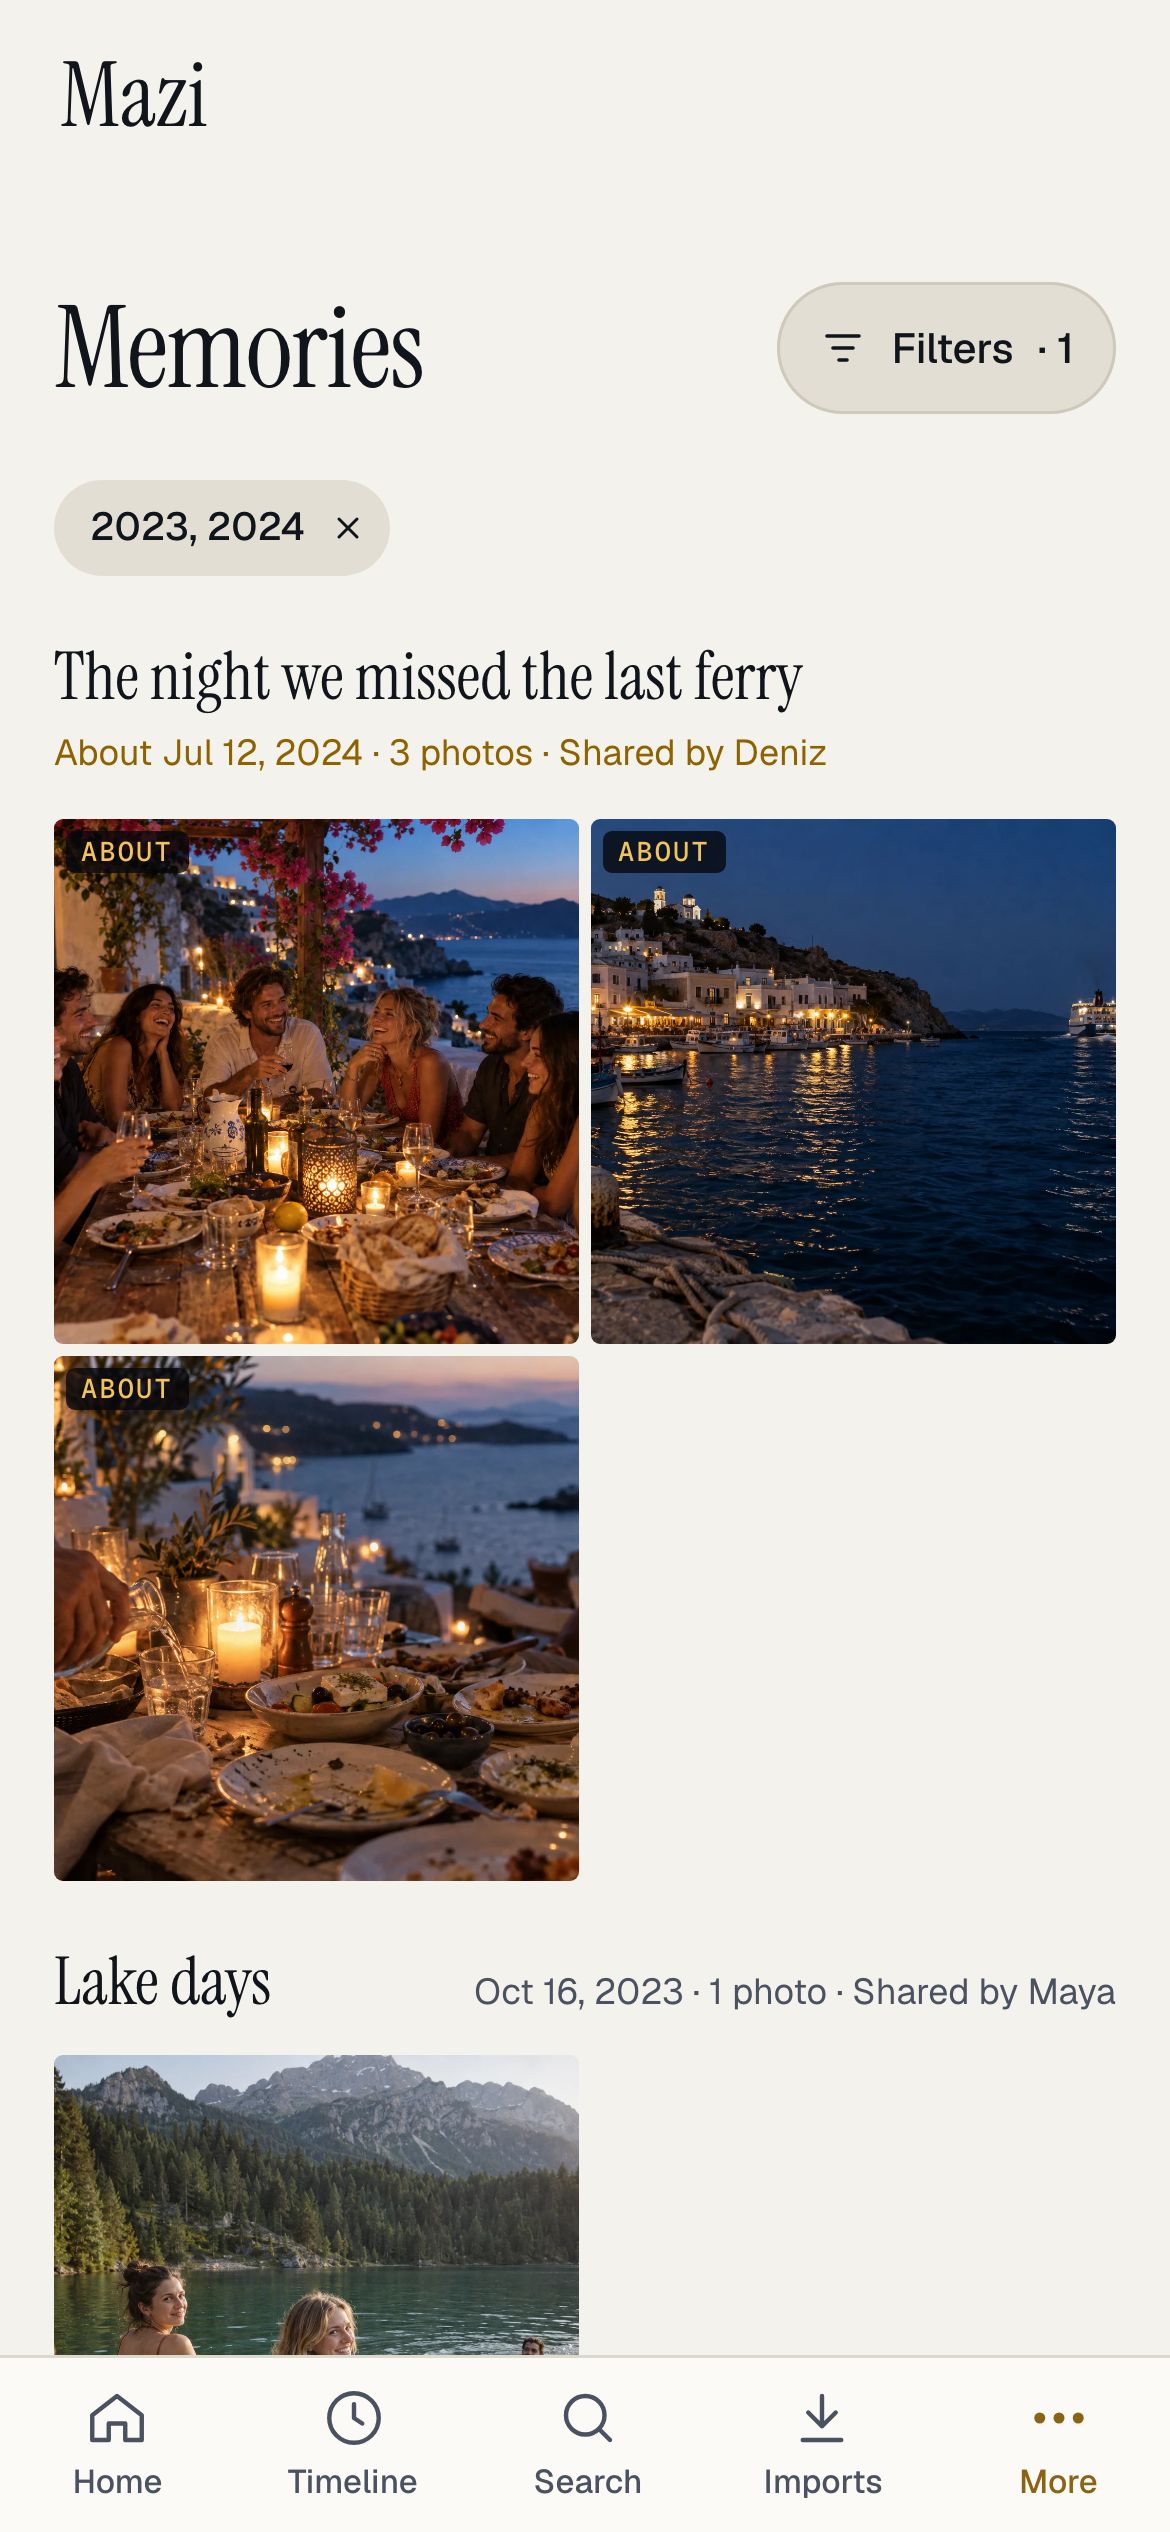 Mazi
Memories
Filters · 1
2023, 2024
The night we missed the last ferry
About Jul 12, 2024 · 3 photos · Shared by Deniz
ABOUT
ABOUT
ABOUT
Lake days
Oct 16, 2023 · 1 photo · Shared by Maya
Home
Timeline
Search
Imports
More